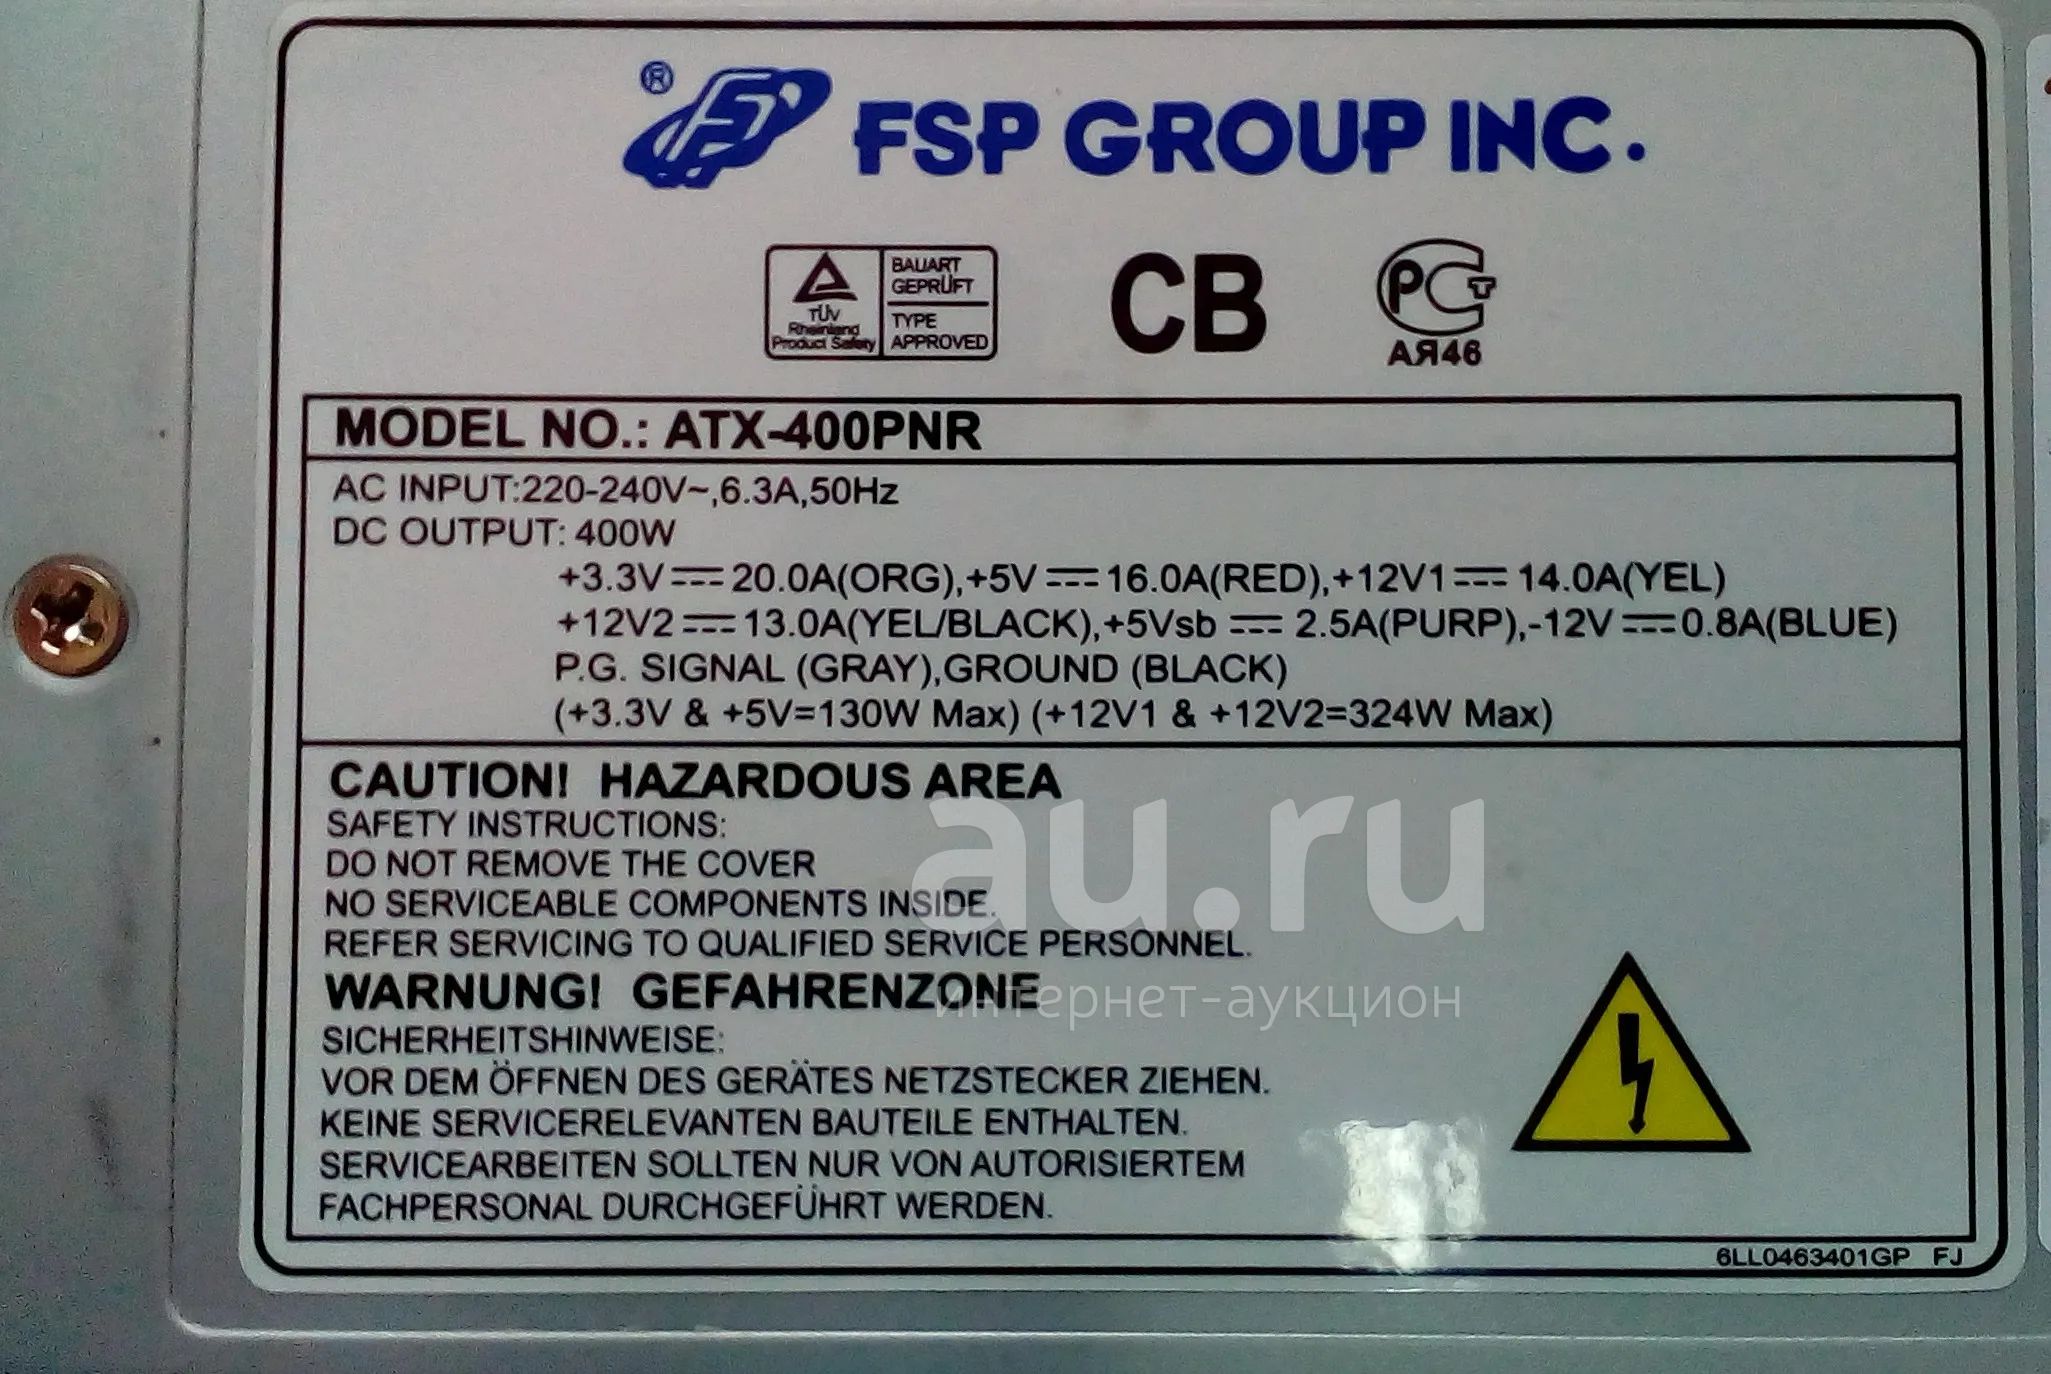 ® FSP GROUP INC.
BAUART
GEPRÜFT
TÜV
Rheinland
Product Safety
TYPE
APPROVED
CB
РСТ
АЯ46
MODEL NO.: ATX-400PNR
AC INPUT:220-240V~,6.3A,50Hz
DC OUTPUT: 400W
+3.3V⎓20.0A(ORG),+5V⎓16.0A(RED),+12V1⎓14.0A(YEL)
+12V2⎓13.0A(YEL/BLACK),+5Vsb⎓2.5A(PURP),-12V⎓0.8A(BLUE)
P.G. SIGNAL (GRAY),GROUND (BLACK)
(+3.3V & +5V=130W Max) (+12V1 & +12V2=324W Max)
CAUTION! HAZARDOUS AREA
SAFETY INSTRUCTIONS:
DO NOT REMOVE THE COVER
NO SERVICEABLE COMPONENTS INSIDE.
REFER SERVICING TO QUALIFIED SERVICE PERSONNEL.
WARNUNG! GEFAHRENZONE
SICHERHEITSHINWEISE:
VOR DEM ÖFFNEN DES GERÄTES NETZSTECKER ZIEHEN.
KEINE SERVICERELEVANTEN BAUTEILE ENTHALTEN.
SERVICEARBEITEN SOLLTEN NUR VON AUTORISIERTEM
FACHPERSONAL DURCHGEFÜHRT WERDEN.
6LL0463401GP FJ
au.ru
интернет-аукцион